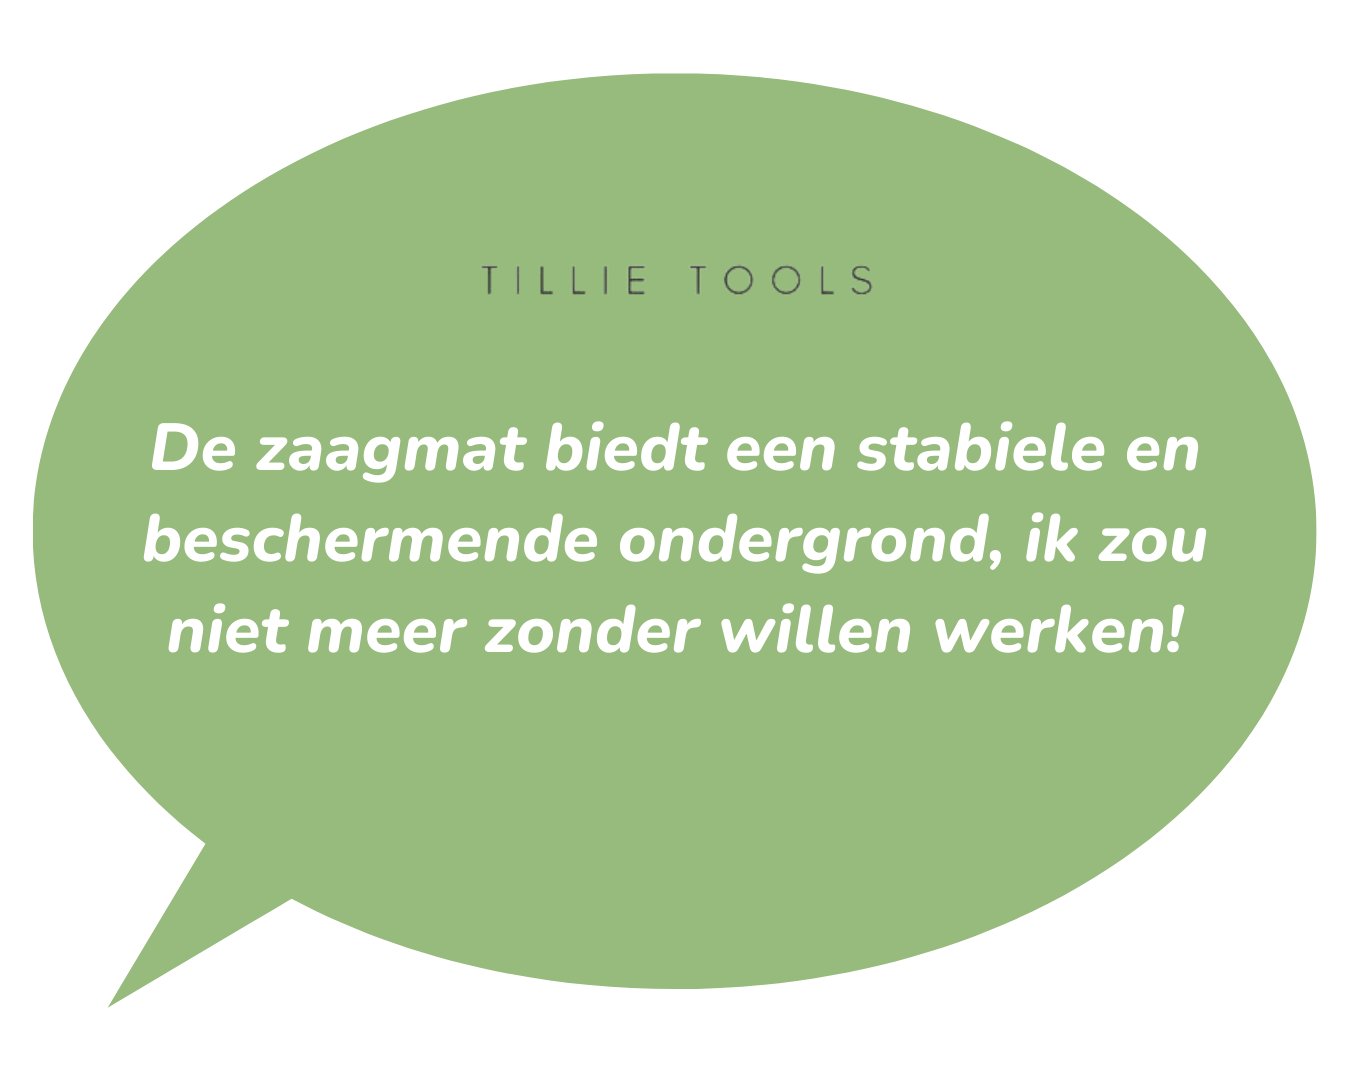 TILLIE TOOLS
De zaagmat biedt een stabiele en
beschermende ondergrond, ik zou
niet meer zonder willen werken!